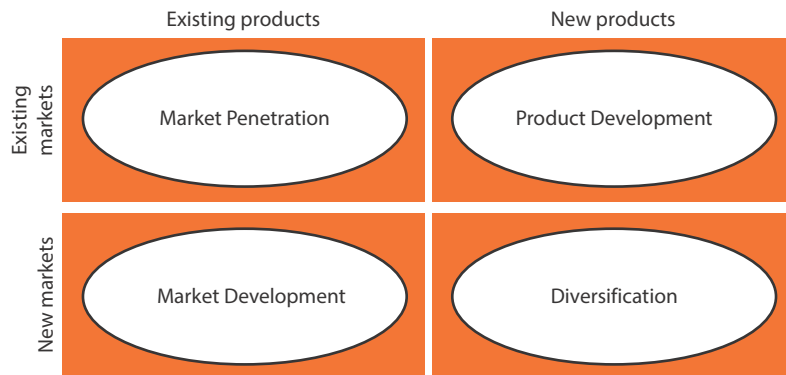 Existing products
New products
Existing
markets
Market Penetration
Product Development
New markets
Market Development
Diversification